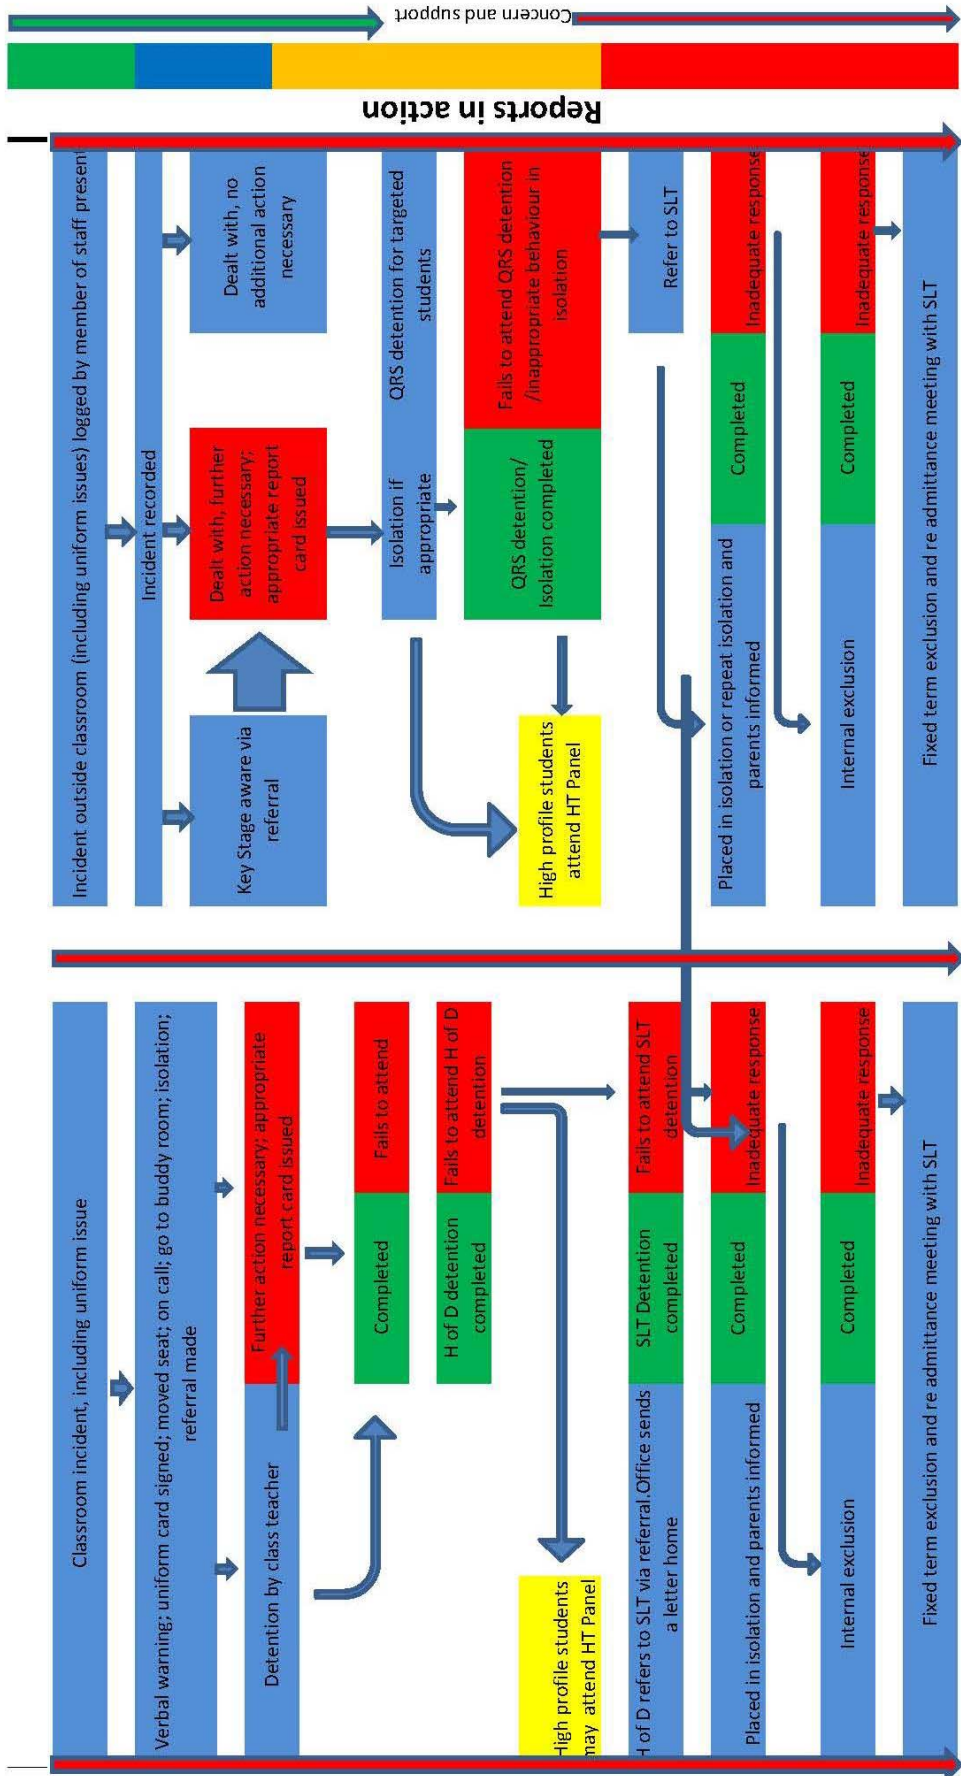 Classroom incident, including uniform issue
Verbal warning; uniform card signed; moved seat; on call; go to buddy room; isolation;
referral made
Detention by class teacher
Further action necessary; appropriate
report card issued
Completed
Fails to attend
H of D detention
completed
Fails to attend H of D
detention
High profile students
may attend HT Panel
H of D refers to SLT via referral.Office sends
a letter home
SLT Detention
completed
Fails to attend SLT
detention
Placed in isolation and parents informed
Completed
Inadequate response
Internal exclusion
Completed
Inadequate response
Fixed term exclusion and re admittance meeting with SLT
Incident outside classroom (including uniform issues) logged by member of staff present
Incident recorded
Key Stage aware via
referral
Dealt with, further
action necessary;
appropriate report
card issued
Dealt with, no
additional action
necessary
Isolation if
appropriate
QRS detention for targeted
students
QRS detention/
Isolation completed
Fails to attend QRS detention
/inappropriate behaviour in
isolation
High profile students
attend HT Panel
Refer to SLT
Placed in isolation or repeat isolation and
parents informed
Completed
Inadequate response
Internal exclusion
Completed
Inadequate response
Fixed term exclusion and re admittance meeting with SLT
Reports in action
Concern and support